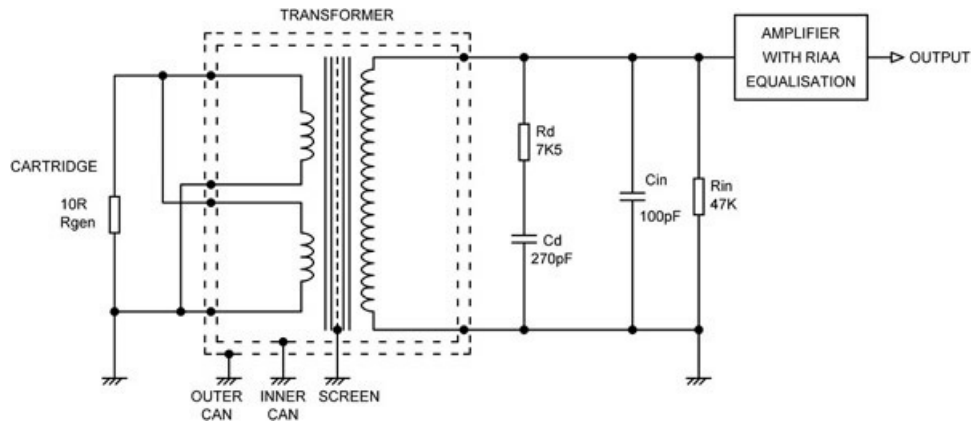 TRANSFORMER
AMPLIFIER
WITH RIAA
EQUALISATION
OUTPUT
CARTRIDGE
10R
Rgen
Rd
7K5
Cd
270pF
Cin
100pF
Rin
47K
OUTER
CAN
INNER
CAN
SCREEN